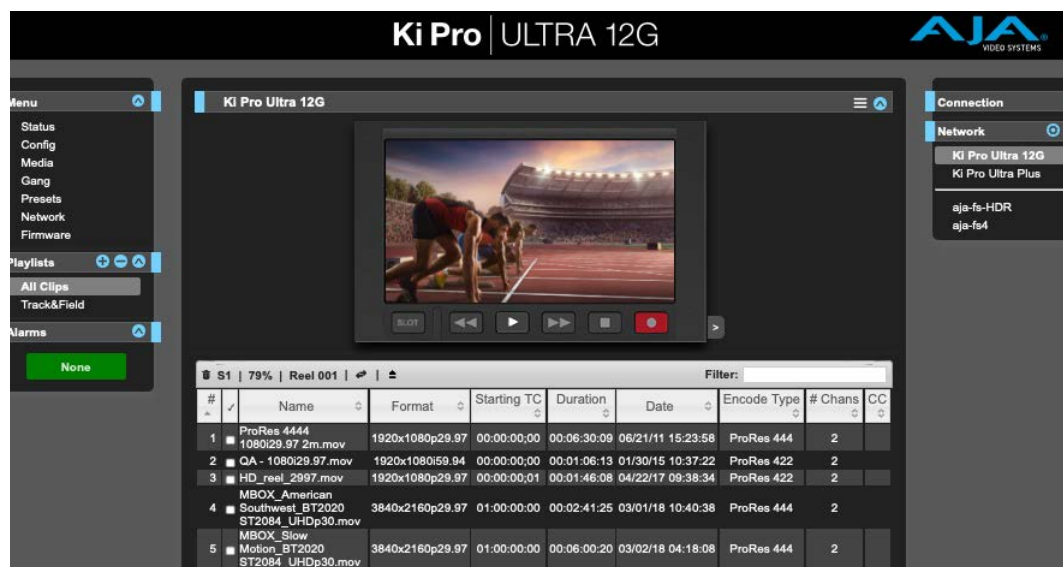 Ki Pro ULTRA 12G
AJA
VIDEO SYSTEMS
Menu
Status
Config
Media
Gang
Presets
Network
Firmware
Playlists
All Clips
Track&Field
Alarms
None
Ki Pro Ultra 12G
SLOT
>
S1 | 79% | Reel 001 | |
Filter:
# ✓ Name Format Starting TC Duration Date Encode Type # Chans CC
1 ProRes 4444 1080i29.97 2m.mov 1920x1080p29.97 00:00:00;00 00:06:30:09 06/21/11 15:23:58 ProRes 444 2
2 QA - 1080i29.97.mov 1920x1080i59.94 00:00:00;00 00:01:06:13 01/30/15 10:37:22 ProRes 422 2
3 HD_reel_2997.mov 1920x1080p29.97 00:00:00;01 00:01:46:08 04/22/17 09:38:34 ProRes 422 2
4 MBOX_American Southwest_BT2020 ST2084_UHDp30.mov 3840x2160p29.97 01:00:00:00 00:02:41:25 03/01/18 10:40:38 ProRes 444 2
5 MBOX_Slow Motion_BT2020 ST2084_UHDp30.mov 3840x2160p29.97 01:00:00:00 00:06:00:20 03/02/18 04:18:08 ProRes 444 2
Connection
Network
Ki Pro Ultra 12G
Ki Pro Ultra Plus
aja-fs-HDR
aja-fs4